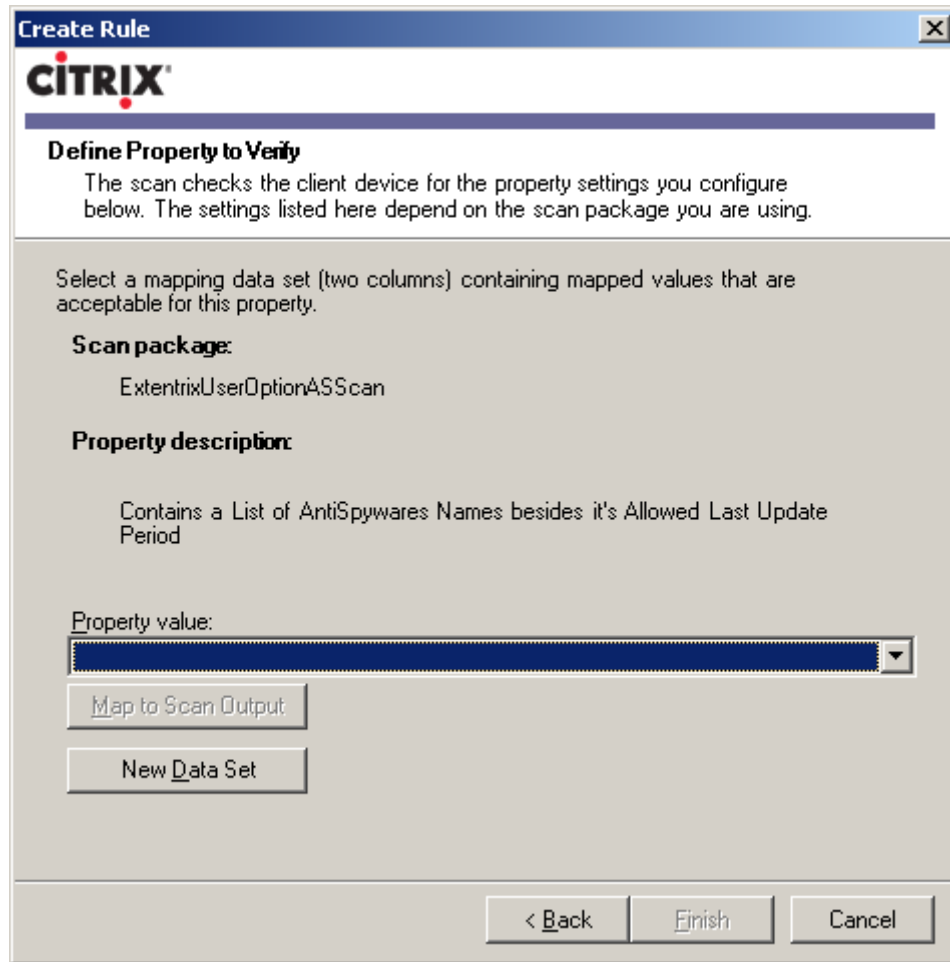 Create Rule
CiTRIX
Define Property to Verify
The scan checks the client device for the property settings you configure
below. The settings listed here depend on the scan package you are using.
Select a mapping data set (two columns) containing mapped values that are
acceptable for this property.
Scan package:
ExtentrixUserOptionASScan
Property description:
Contains a List of AntiSpywares Names besides it's Allowed Last Update
Period
Property value:
Map to Scan Output
New Data Set
< Back Finish Cancel